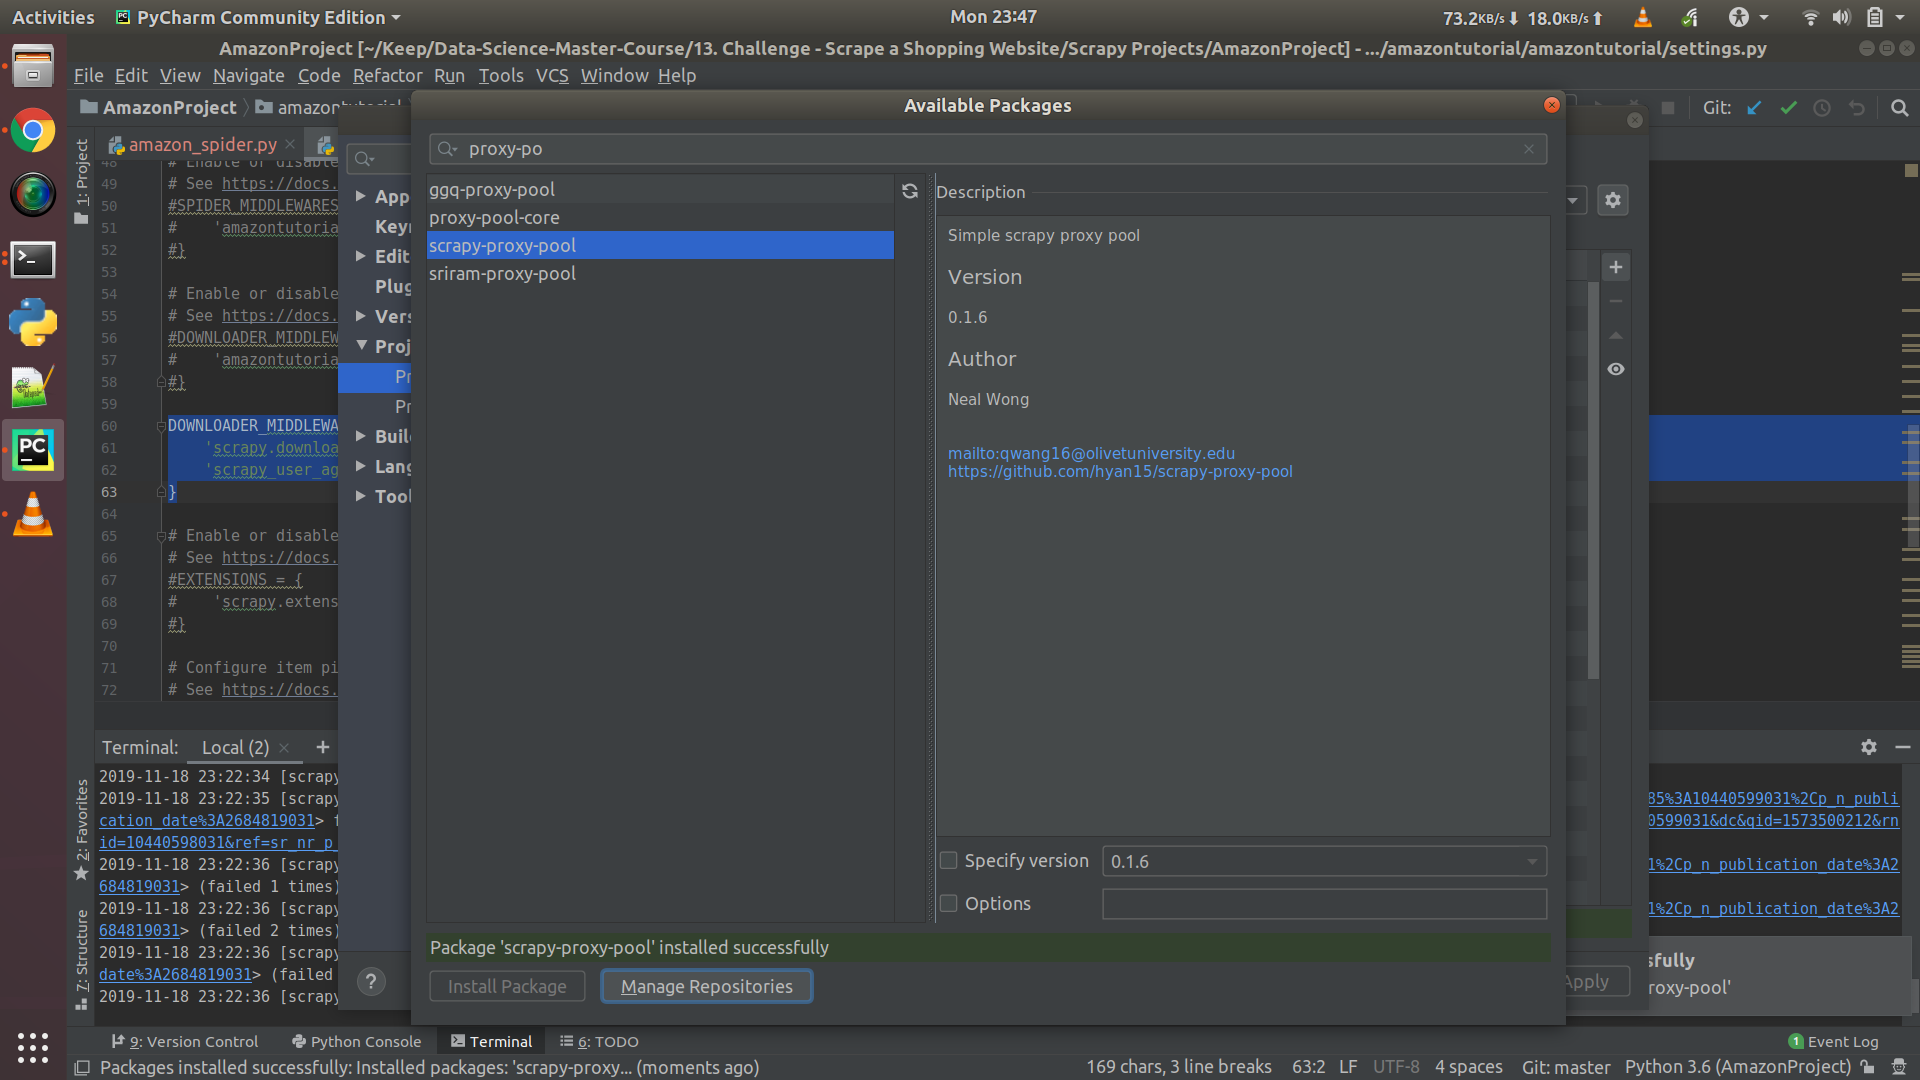 Activities PyCharm Community Edition Mon 23:47 73.2KB/s 18.0KB/s
AmazonProject [~/Keep/Data-Science-Master-Course/13. Challenge - Scrape a Shopping Website/Scrapy Projects/AmazonProject] - .../amazontutorial/amazontutorial/settings.py
File Edit View Navigate Code Refactor Run Tools VCS Window Help
AmazonProject amazontutorial Git:
Available Packages
amazon_spider.py
1: Project
proxy-po
ggq-proxy-pool
proxy-pool-core
scrapy-proxy-pool
sriram-proxy-pool
Description
Simple scrapy proxy pool
Version
0.1.6
Author
Neal Wong
mailto:qwang16@olivetuniversity.edu
https://github.com/hyan15/scrapy-proxy-pool
Specify version 0.1.6
Options
Package 'scrapy-proxy-pool' installed successfully
Install Package Manage Repositories
App
Keyn
Edit
Plug
Vers
Proj
Pr
Pr
Buil
Lang
Tool
? Apply
48 # Enable or disable
49 # See https://docs.
50 #SPIDER_MIDDLEWARES
51 # 'amazontutoria
52 #}
53
54 # Enable or disable
55 # See https://docs.
56 #DOWNLOADER_MIDDLEW
57 # 'amazontutoria
58 #}
59
60 DOWNLOADER_MIDDLEWA
61 'scrapy.downloa
62 'scrapy_user_ag
63 }
64
65 # Enable or disable
66 # See https://docs.
67 #EXTENSIONS = {
68 # 'scrapy.extens
69 #}
70
71 # Configure item pi
72 # See https://docs.
Terminal: Local (2) +
2: Favorites
7: Structure
2019-11-18 23:22:34 [scrapy
2019-11-18 23:22:35 [scrapy 85%3A10440599031%2Cp_n_publi
cation_date%3A2684819031> f 0599031&dc&qid=1573500212&rn
id=10440598031&ref=sr_nr_p_
2019-11-18 23:22:36 [scrapy 1%2Cp_n_publication_date%3A2
684819031> (failed 1 times)
2019-11-18 23:22:36 [scrapy 1%2Cp_n_publication_date%3A2
684819031> (failed 2 times)
2019-11-18 23:22:36 [scrapy
date%3A2684819031> (failed
2019-11-18 23:22:36 [scrapy
sfully
roxy-pool'
9: Version Control Python Console Terminal 6: TODO 1 Event Log
Packages installed successfully: Installed packages: 'scrapy-proxy... (moments ago) 169 chars, 3 line breaks 63:2 LF UTF-8 4 spaces Git: master Python 3.6 (AmazonProject)